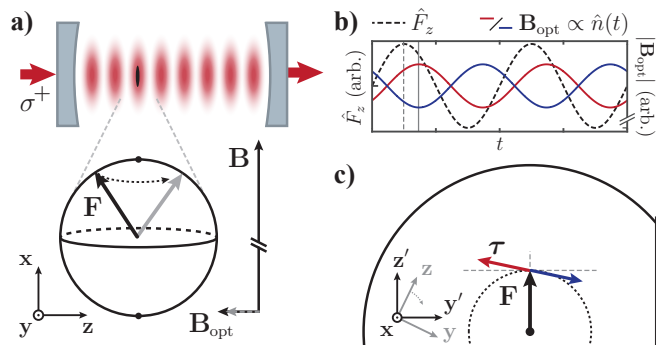 a)
σ⁺
F
B
B_opt
x
y
z
b)
F̂_z
B_opt ∝ n̂(t)
F̂_z (arb.)
|B_opt| (arb.)
t
c)
τ
F
z′
z
y′
x
y